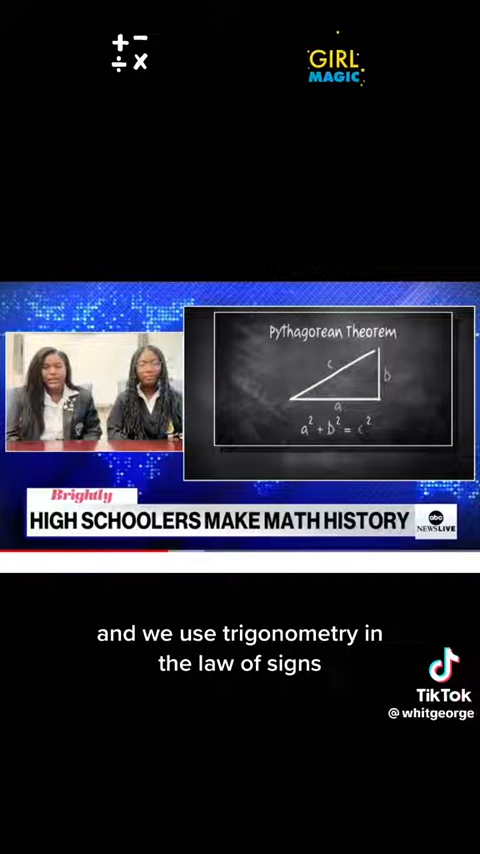 + −
÷ x
GIRL
MAGIC
Pythagorean Theorem
c
b
a
a² + b² = c²
Brightly
HIGH SCHOOLERS MAKE MATH HISTORY
abc
NEWS LIVE
and we use trigonometry in
the law of signs
TikTok
@whitgeorge